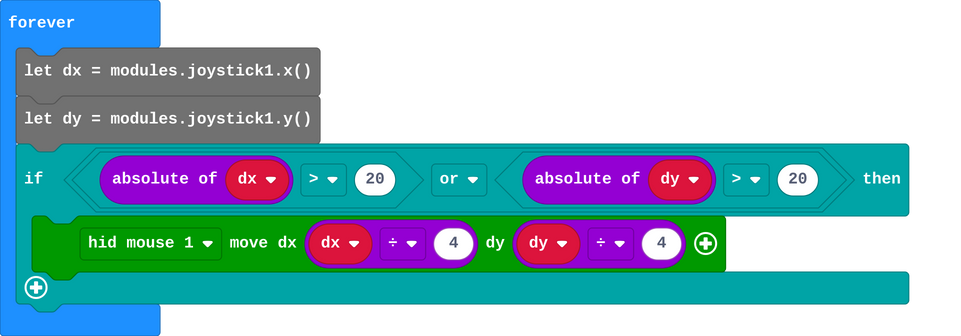 forever
let dx = modules.joystick1.x()
let dy = modules.joystick1.y()
if absolute of dx > 20 or absolute of dy > 20 then
hid mouse 1 move dx dx ÷ 4 dy dy ÷ 4